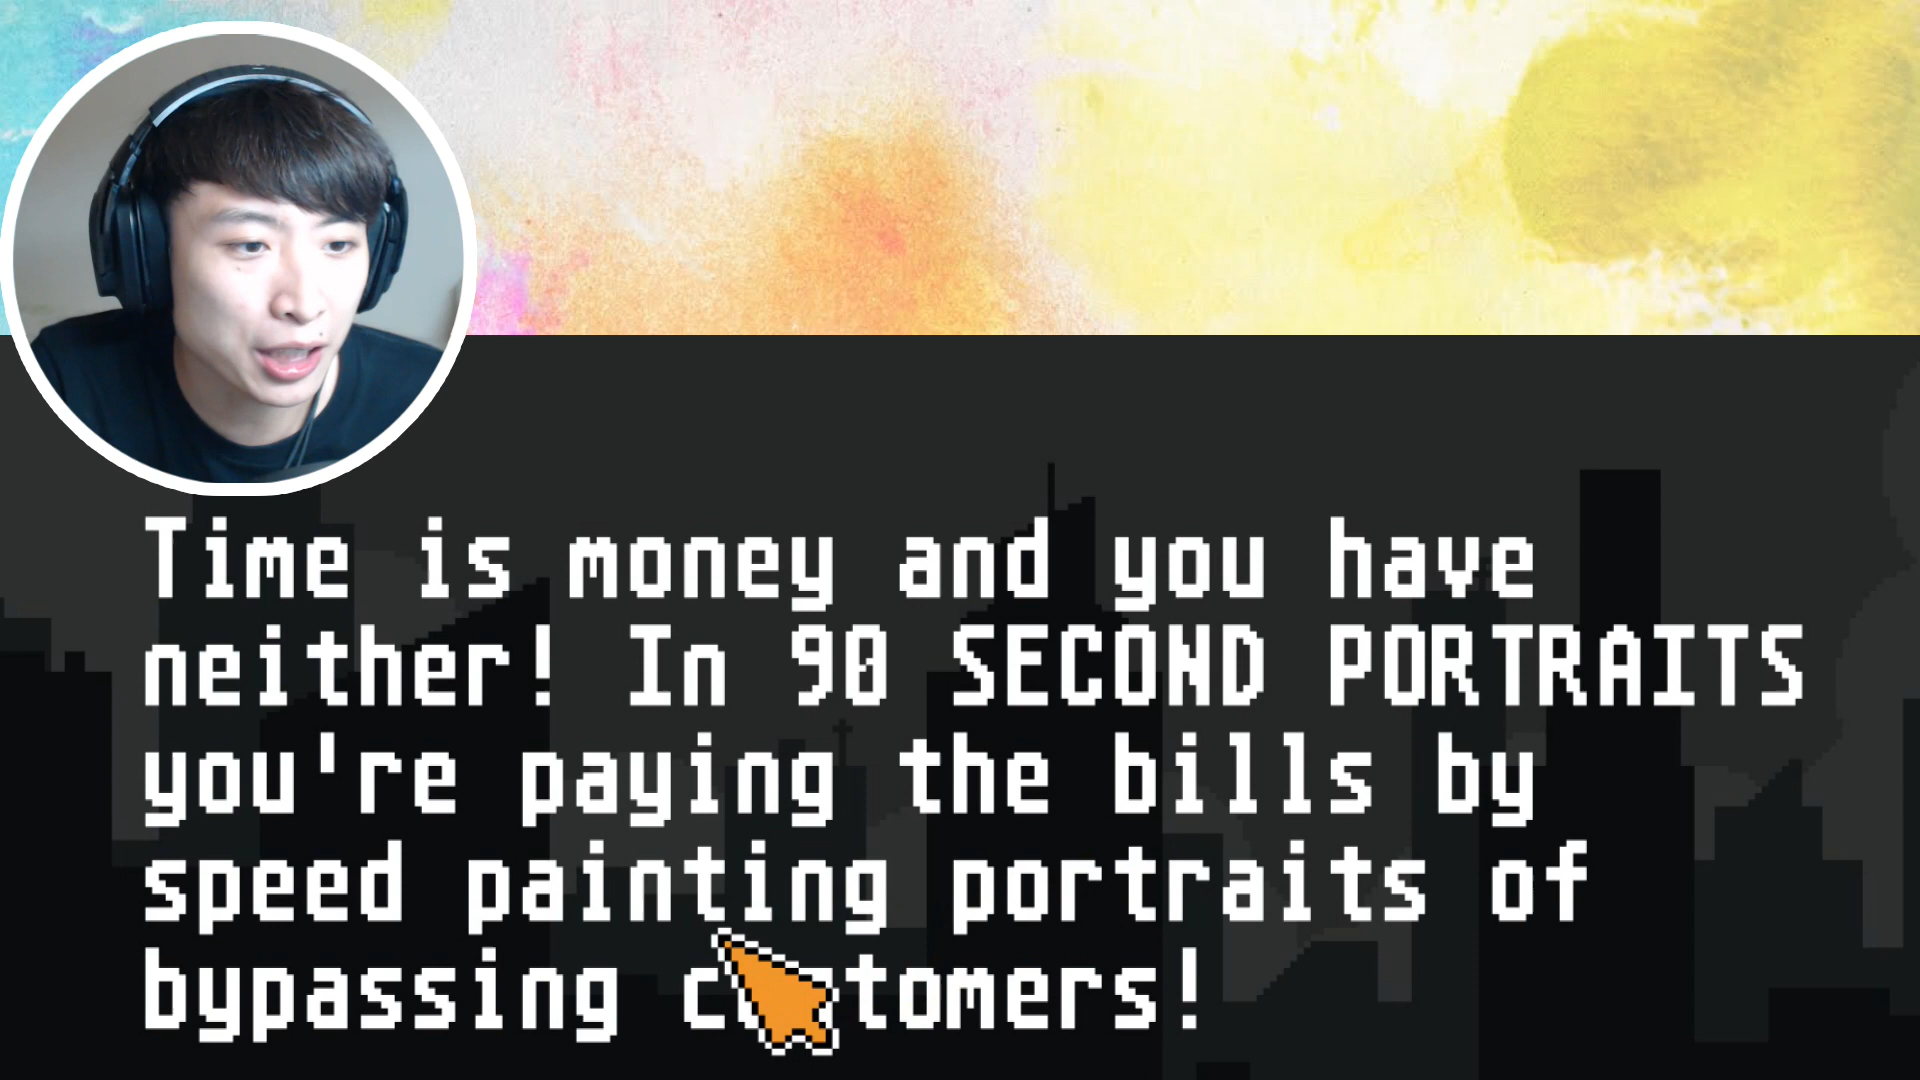 Time is money and you have
neither! In 90 SECOND PORTRAITS
you're paying the bills by
speed painting portraits of
bypassing customers!